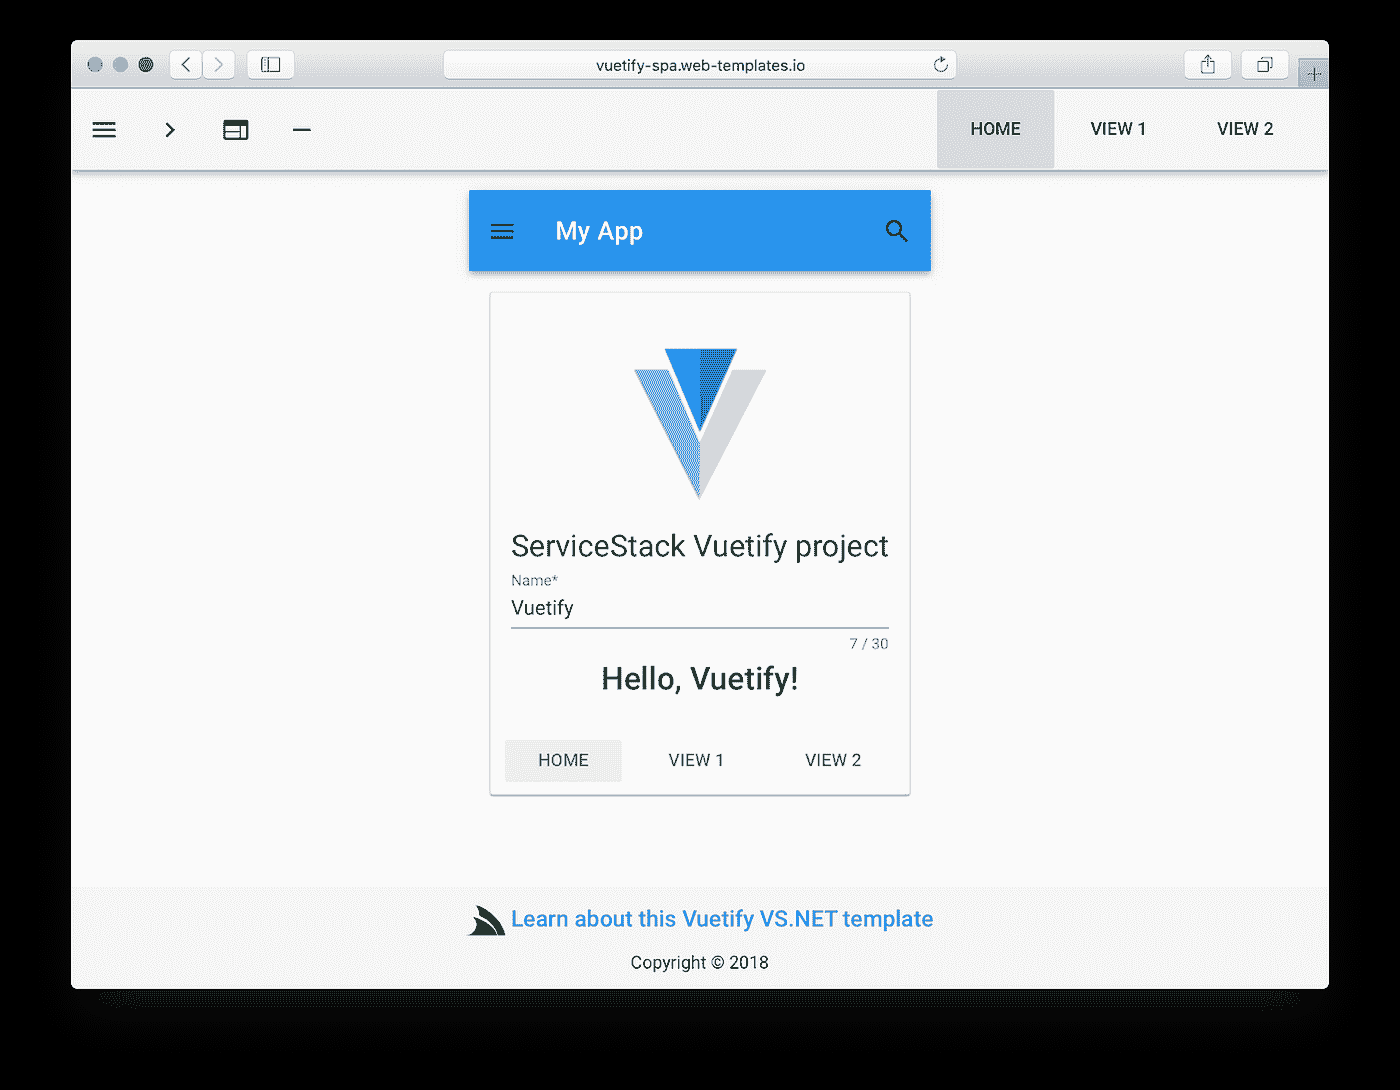 vuetify-spa.web-templates.io
HOME VIEW 1 VIEW 2
My App
ServiceStack Vuetify project
Name*
Vuetify
7 / 30
Hello, Vuetify!
HOME VIEW 1 VIEW 2
Learn about this Vuetify VS.NET template
Copyright © 2018